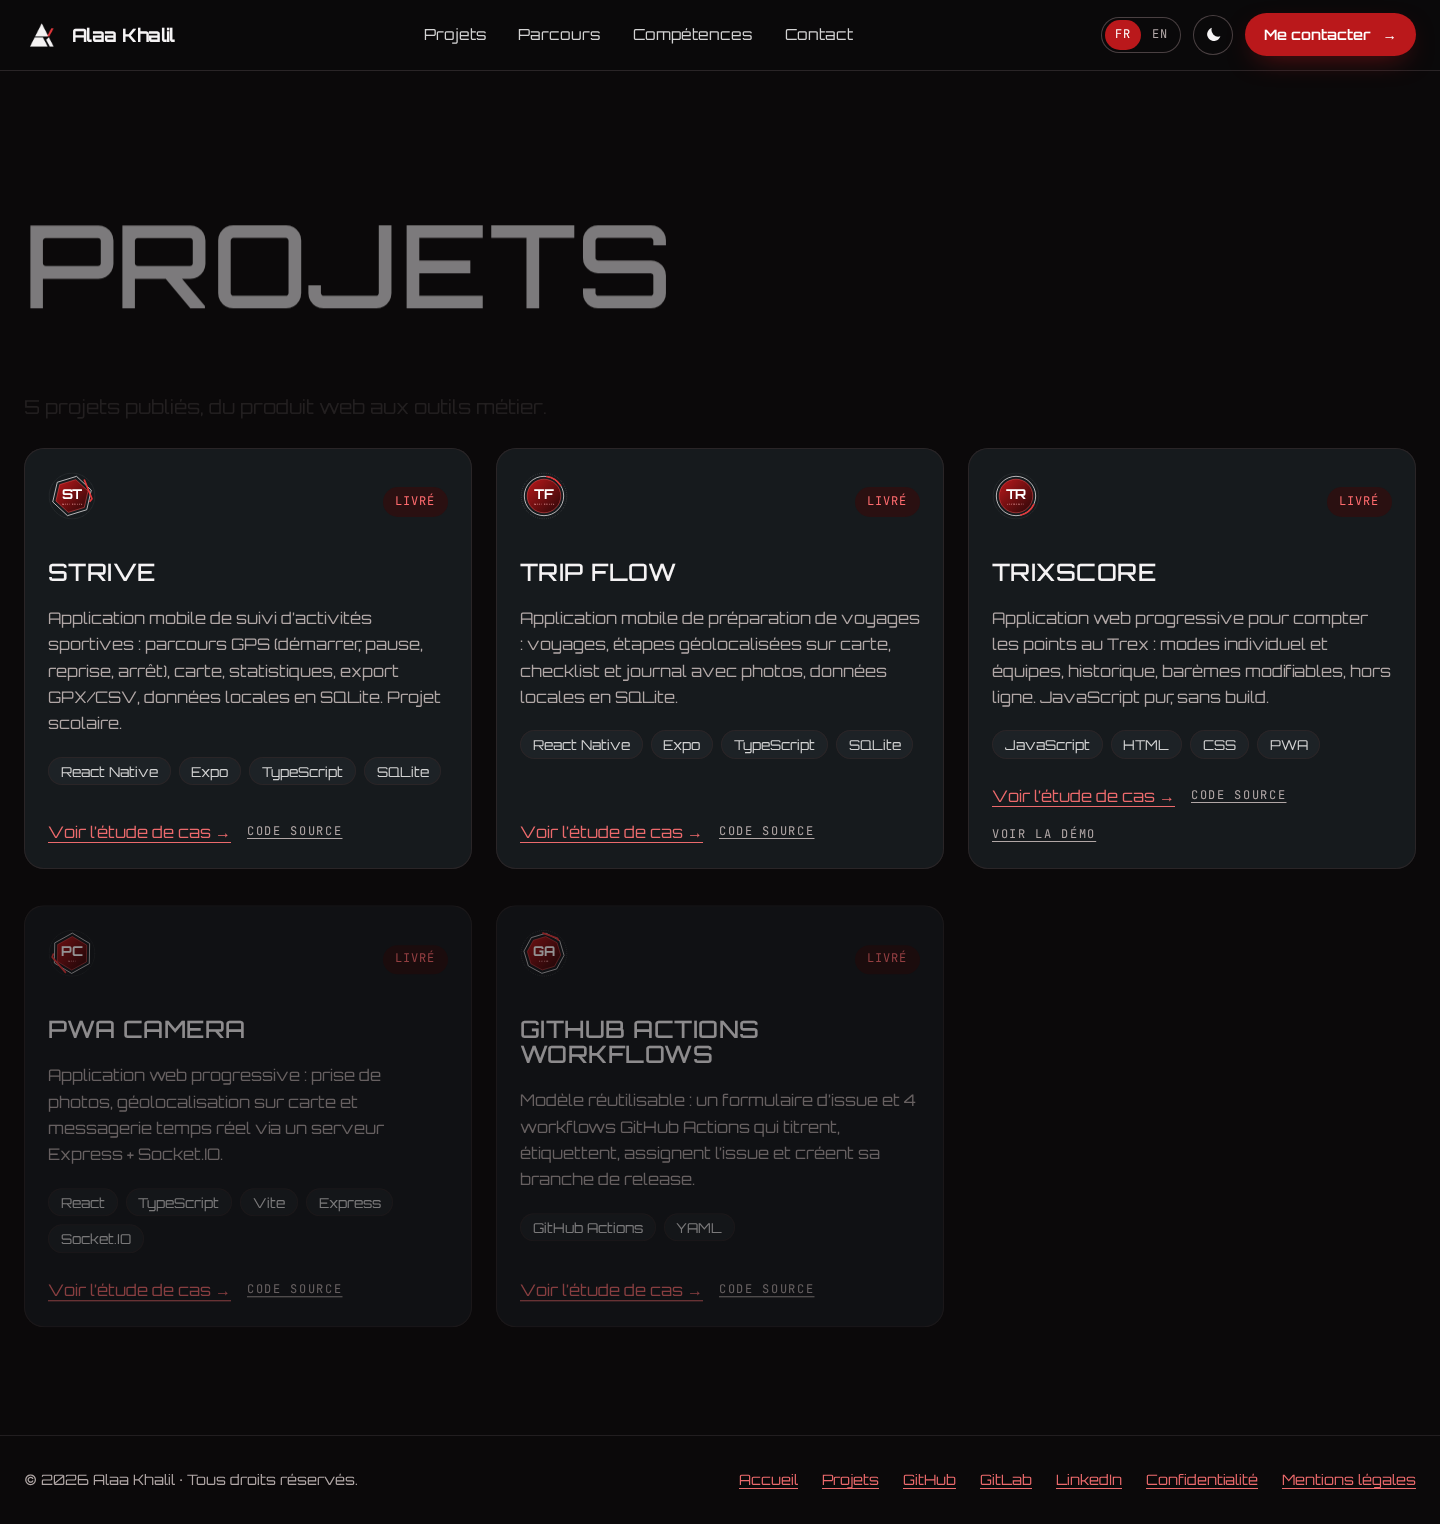 Alaa Khalil
Projets
Parcours
Compétences
Contact
FR
EN
Me contacter →
PROJETS
5 projets publiés, du produit web aux outils métier.
ST
LIVRÉ
STRIVE
Application mobile de suivi d'activités
sportives : parcours GPS (démarrer, pause,
reprise, arrêt), carte, statistiques, export
GPX/CSV, données locales en SQLite. Projet
scolaire.
React Native
Expo
TypeScript
SQLite
Voir l'étude de cas →
CODE SOURCE
TF
LIVRÉ
TRIP FLOW
Application mobile de préparation de voyages
: voyages, étapes géolocalisées sur carte,
checklist et journal avec photos, données
locales en SQLite.
React Native
Expo
TypeScript
SQLite
Voir l'étude de cas →
CODE SOURCE
TR
LIVRÉ
TRIXSCORE
Application web progressive pour compter
les points au Trex : modes individuel et
équipes, historique, barèmes modifiables, hors
ligne. JavaScript pur, sans build.
JavaScript
HTML
CSS
PWA
Voir l'étude de cas →
CODE SOURCE
VOIR LA DÉMO
PC
LIVRÉ
PWA CAMERA
Application web progressive : prise de
photos, géolocalisation sur carte et
messagerie temps réel via un serveur
Express + Socket.IO.
React
TypeScript
Vite
Express
Socket.IO
Voir l'étude de cas →
CODE SOURCE
GA
LIVRÉ
GITHUB ACTIONS
WORKFLOWS
Modèle réutilisable : un formulaire d'issue et 4
workflows GitHub Actions qui titrent,
étiquettent, assignent l'issue et créent sa
branche de release.
GitHub Actions
YAML
Voir l'étude de cas →
CODE SOURCE
© 2026 Alaa Khalil · Tous droits réservés.
Accueil
Projets
GitHub
GitLab
LinkedIn
Confidentialité
Mentions légales